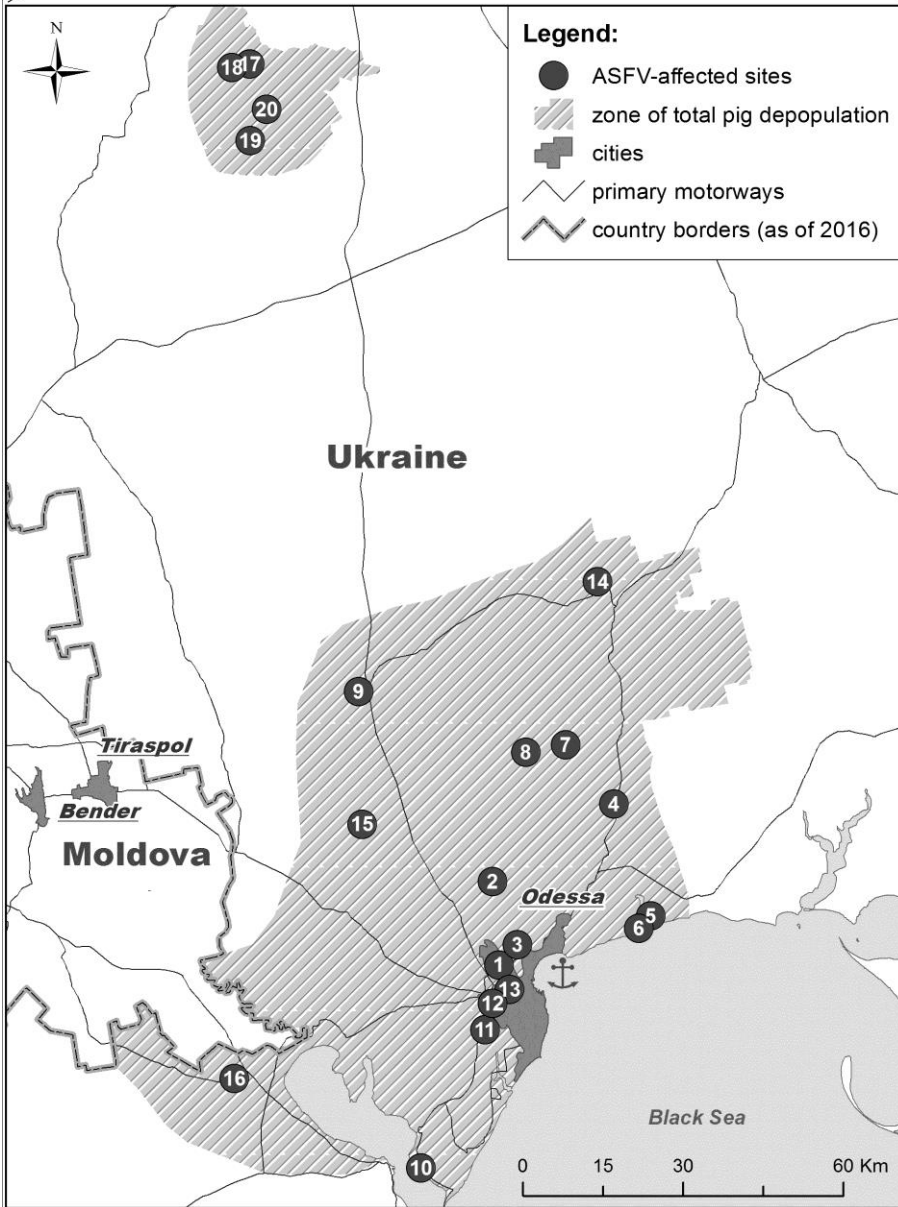 N
Legend:
ASFV-affected sites
zone of total pig depopulation
cities
primary motorways
country borders (as of 2016)
18
17
20
19
Ukraine
14
9
Tiraspol
8
7
Bender
4
15
Moldova
2
Odessa
5
6
3
1
13
12
11
16
Black Sea
10
0 15 30 60 Km